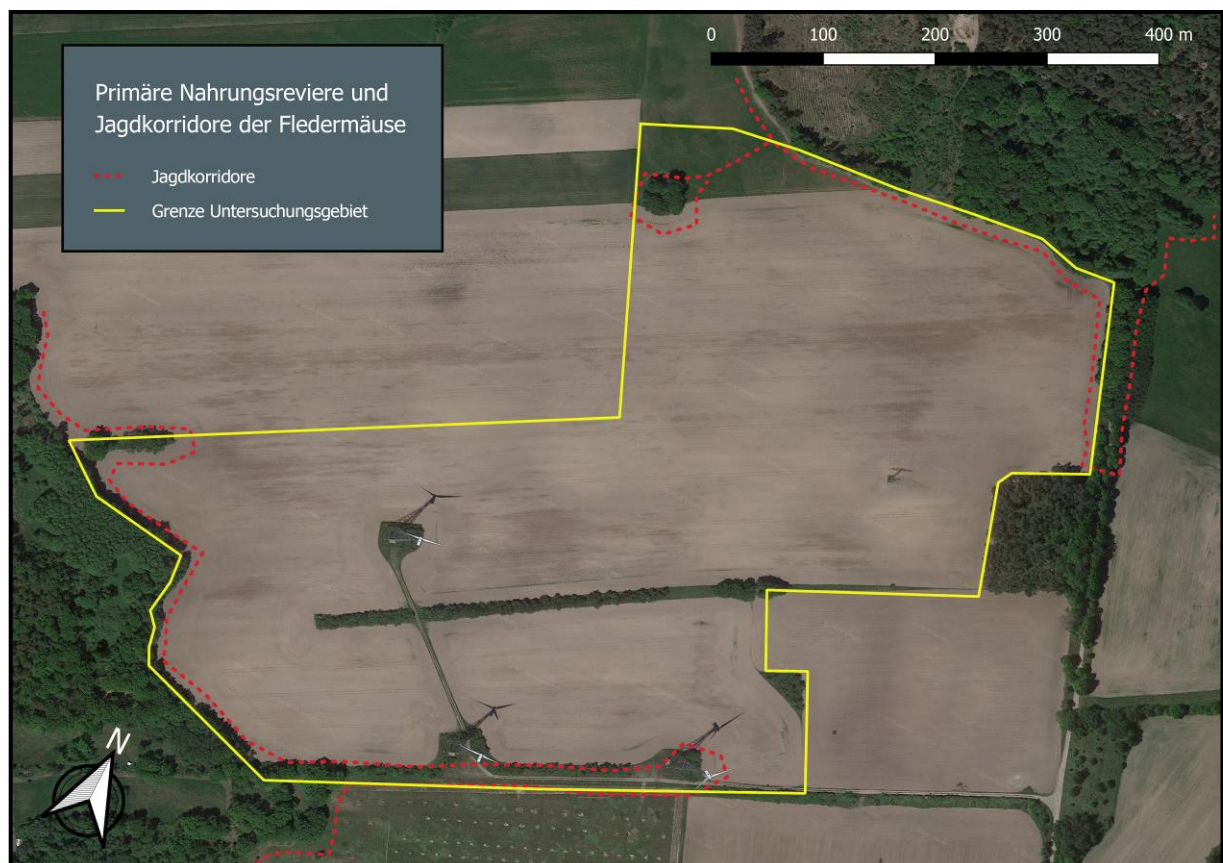 0 100 200 300 400 m
Primäre Nahrungsreviere und
Jagdkorridore der Fledermäuse
Jagdkorridore
Grenze Untersuchungsgebiet
N